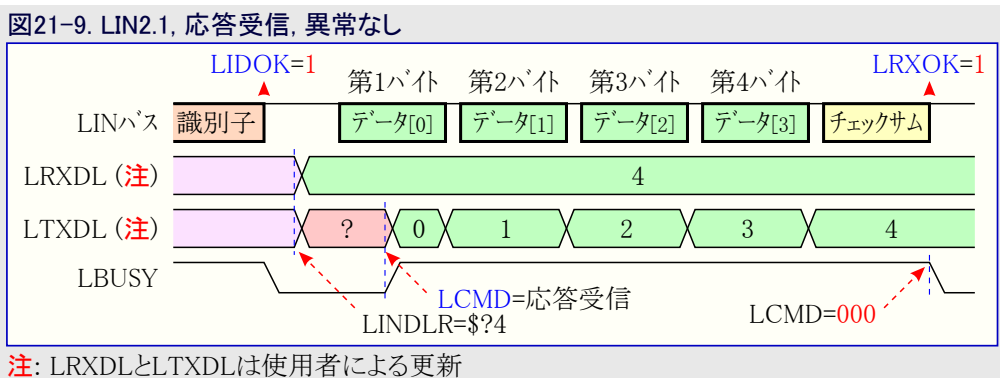 図21-9. LIN2.1, 応答受信, 異常なし
LIDOK=1
第1バイト
第2バイト
第3バイト
第4バイト
LRXOK=1
LINバス
識別子
データ[0]
データ[1]
データ[2]
データ[3]
チェックサム
LRXDL (注)
4
LTXDL (注)
?
0
1
2
3
4
LBUSY
LCMD=応答受信
LINDLR=$?4
LCMD=000
注: LRXDLとLTXDLは使用者による更新